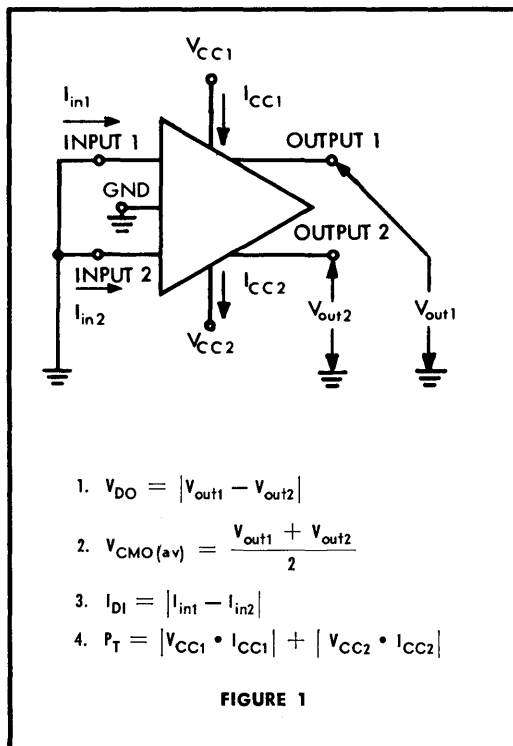 V_CC1
I_in1
I_CC1
INPUT 1
OUTPUT 1
GND
OUTPUT 2
INPUT 2
I_CC2
I_in2
V_out2
V_out1
V_CC2
1. V_DO = |V_out1 − V_out2|
2. V_CMO(av) = (V_out1 + V_out2) / 2
3. I_DI = |I_in1 − I_in2|
4. P_T = |V_CC1 • I_CC1| + |V_CC2 • I_CC2|
FIGURE 1